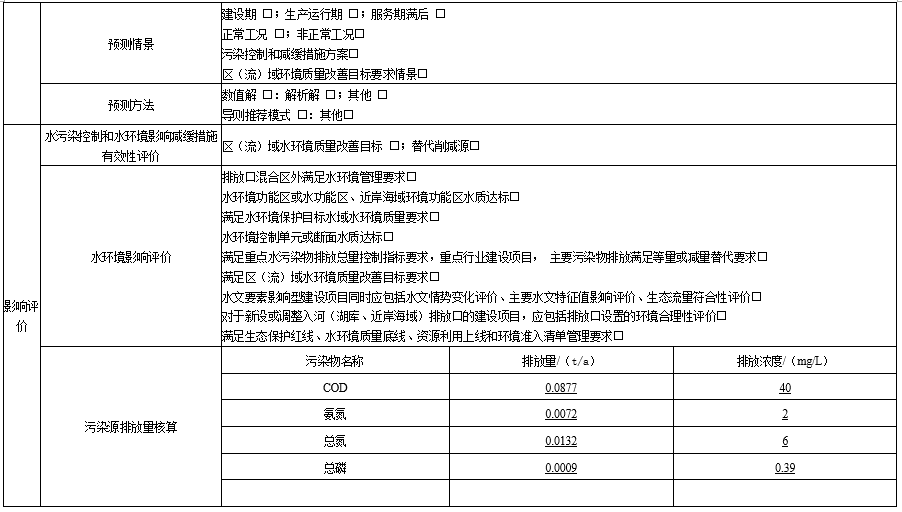 预测情景
建设期 □；生产运行期 □；服务期满后 □
正常工况 □；非正常工况□
污染控制和减缓措施方案□
区（流）域环境质量改善目标要求情景□
预测方法
数值解 □：解析解 □；其他 □
导则推荐模式 □：其他□
影响评
价
水污染控制和水环境影响减缓措施
有效性评价
区（流）域水环境质量改善目标 □；替代削减源□
水环境影响评价
排放口混合区外满足水环境管理要求□
水环境功能区或水功能区、近岸海域环境功能区水质达标□
满足水环境保护目标水域水环境质量要求□
水环境控制单元或断面水质达标□
满足重点水污染物排放总量控制指标要求，重点行业建设项目， 主要污染物排放满足等量或减量替代要求□
满足区（流）域水环境质量改善目标要求□
水文要素影响型建设项目同时应包括水文情势变化评价、主要水文特征值影响评价、生态流量符合性评价□
对于新设或调整入河（湖库、近岸海域）排放口的建设项目，应包括排放口设置的环境合理性评价□
满足生态保护红线、水环境质量底线、资源利用上线和环境准入清单管理要求□
污染源排放量核算
污染物名称 排放量/（t/a） 排放浓度/（mg/L）
COD 0.0877 40
氨氮 0.0072 2
总氮 0.0132 6
总磷 0.0009 0.39